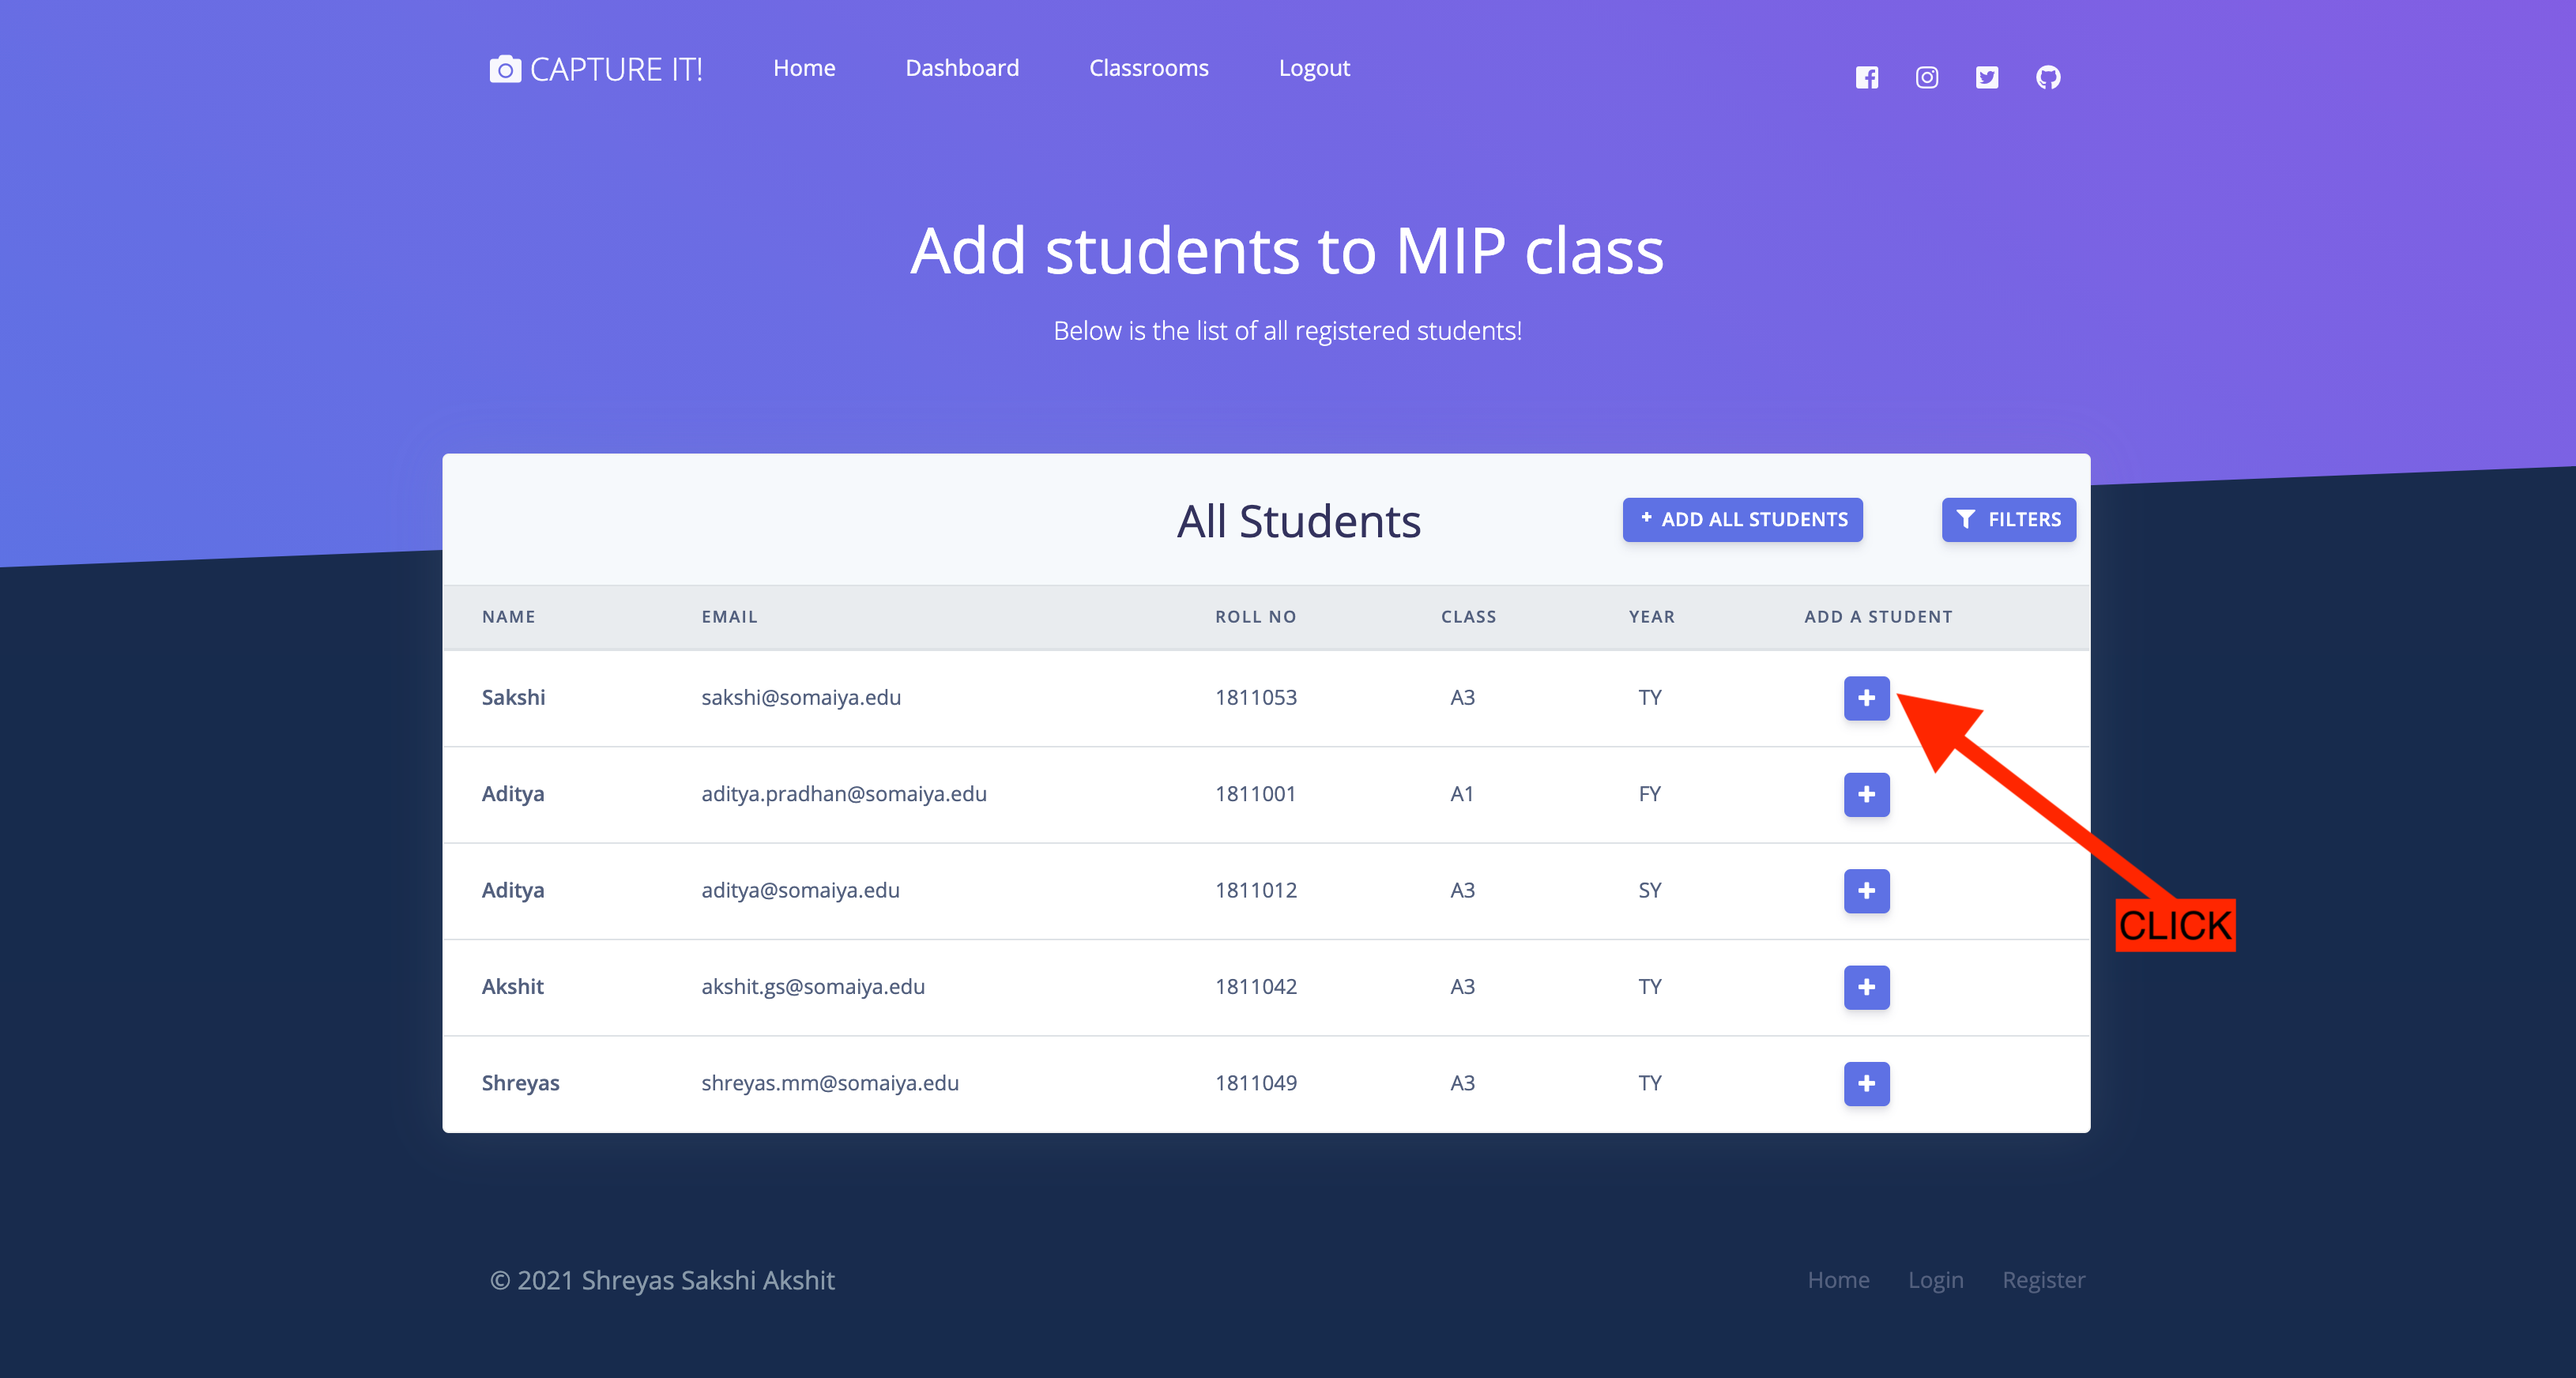 CAPTURE IT! Home Dashboard Classrooms Logout
Add students to MIP class
Below is the list of all registered students!
All Students + ADD ALL STUDENTS FILTERS
NAME EMAIL ROLL NO CLASS YEAR ADD A STUDENT
Sakshi sakshi@somaiya.edu 1811053 A3 TY
Aditya aditya.pradhan@somaiya.edu 1811001 A1 FY
Aditya aditya@somaiya.edu 1811012 A3 SY
CLICK
Akshit akshit.gs@somaiya.edu 1811042 A3 TY
Shreyas shreyas.mm@somaiya.edu 1811049 A3 TY
© 2021 Shreyas Sakshi Akshit Home Login Register